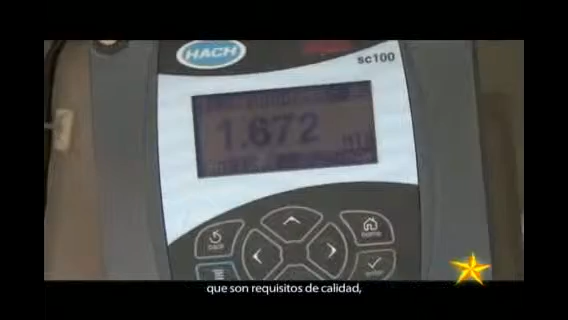 HACH
sc100
1.672
home
back
enter
que son requisitos de calidad,